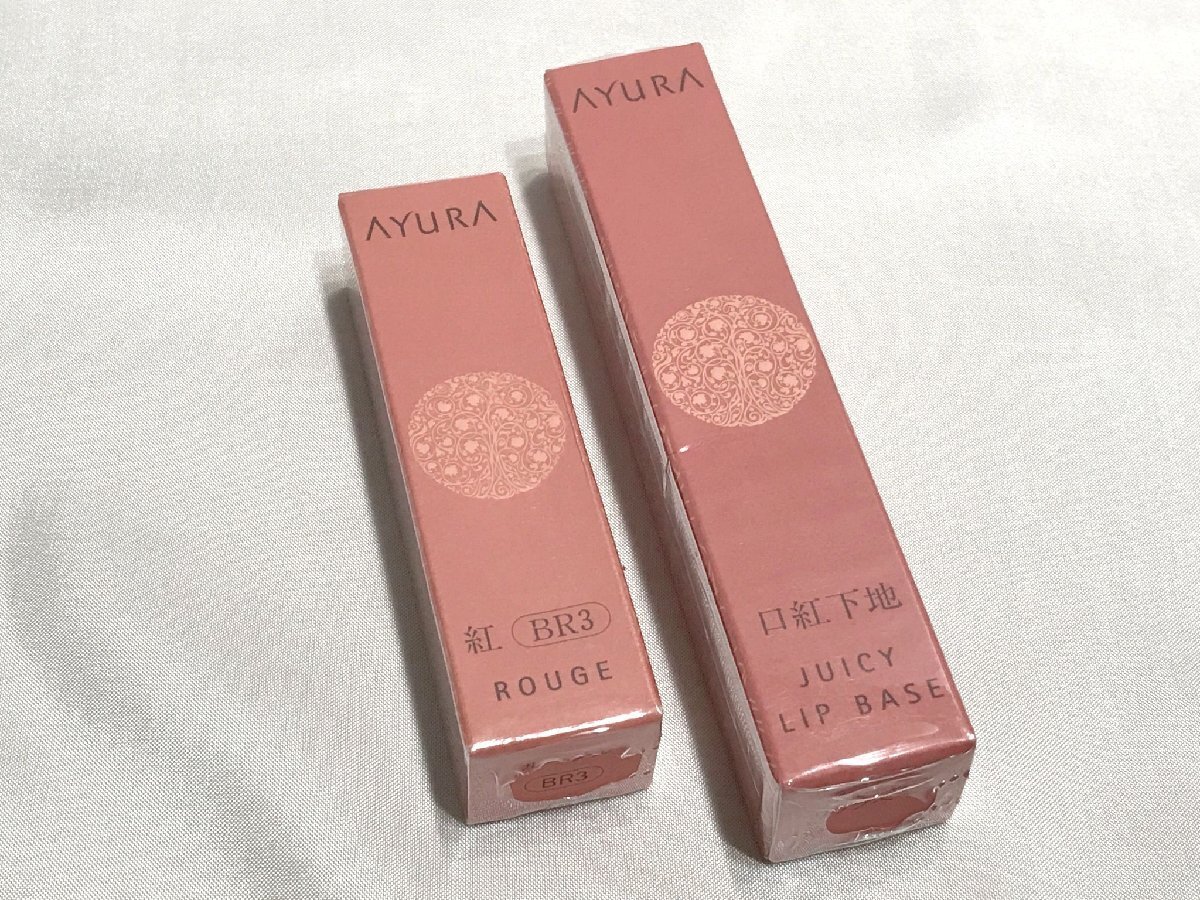 AYURA
紅 BR3
ROUGE
BR3
AYURA
口紅下地
JUICY
LIP BASE